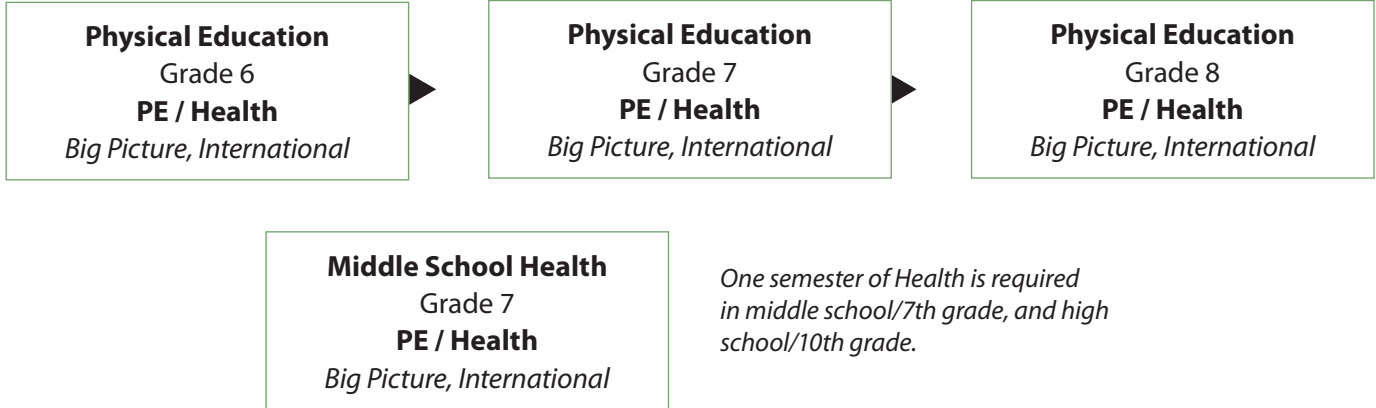 Physical Education
Grade 6
PE / Health
Big Picture, International
Physical Education
Grade 7
PE / Health
Big Picture, International
Physical Education
Grade 8
PE / Health
Big Picture, International
Middle School Health
Grade 7
PE / Health
Big Picture, International
One semester of Health is required
in middle school/7th grade, and high
school/10th grade.